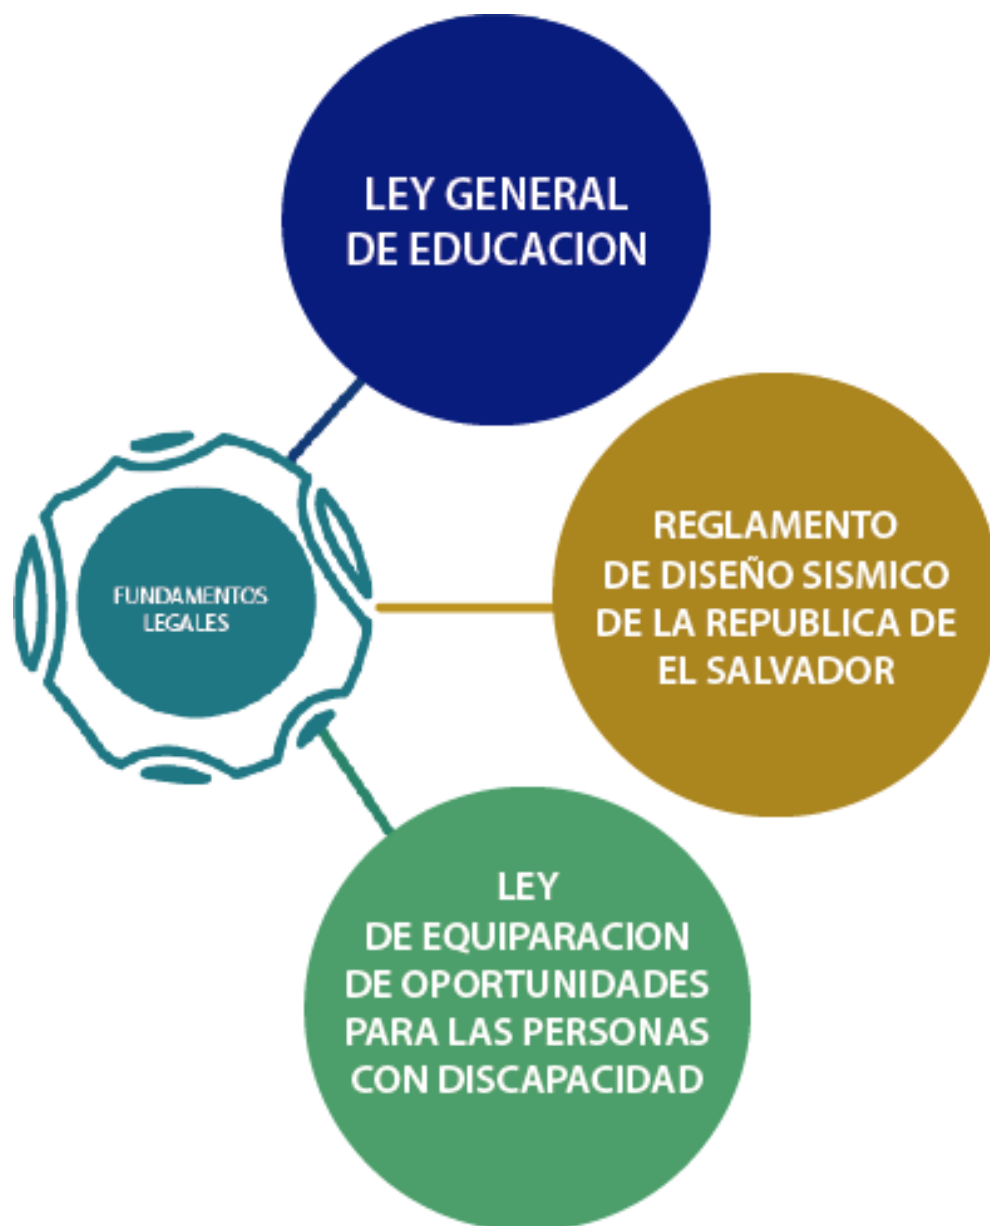 LEY GENERAL
DE EDUCACION
FUNDAMENTOS
LEGALES
REGLAMENTO
DE DISEÑO SISMICO
DE LA REPUBLICA DE
EL SALVADOR
LEY
DE EQUIPARACION
DE OPORTUNIDADES
PARA LAS PERSONAS
CON DISCAPACIDAD